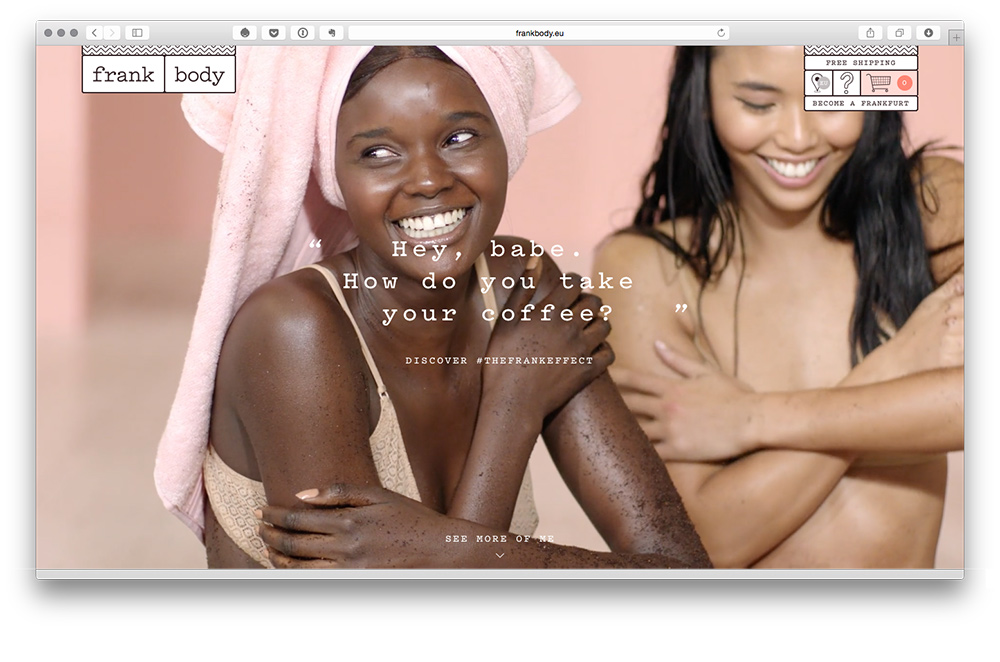 frankbody.eu
frank body
FREE SHIPPING
?
0
BECOME A FRANKFURT
“ Hey, babe.
How do you take
your coffee? ”
DISCOVER #THEFRANKEFFECT
SEE MORE OF ME